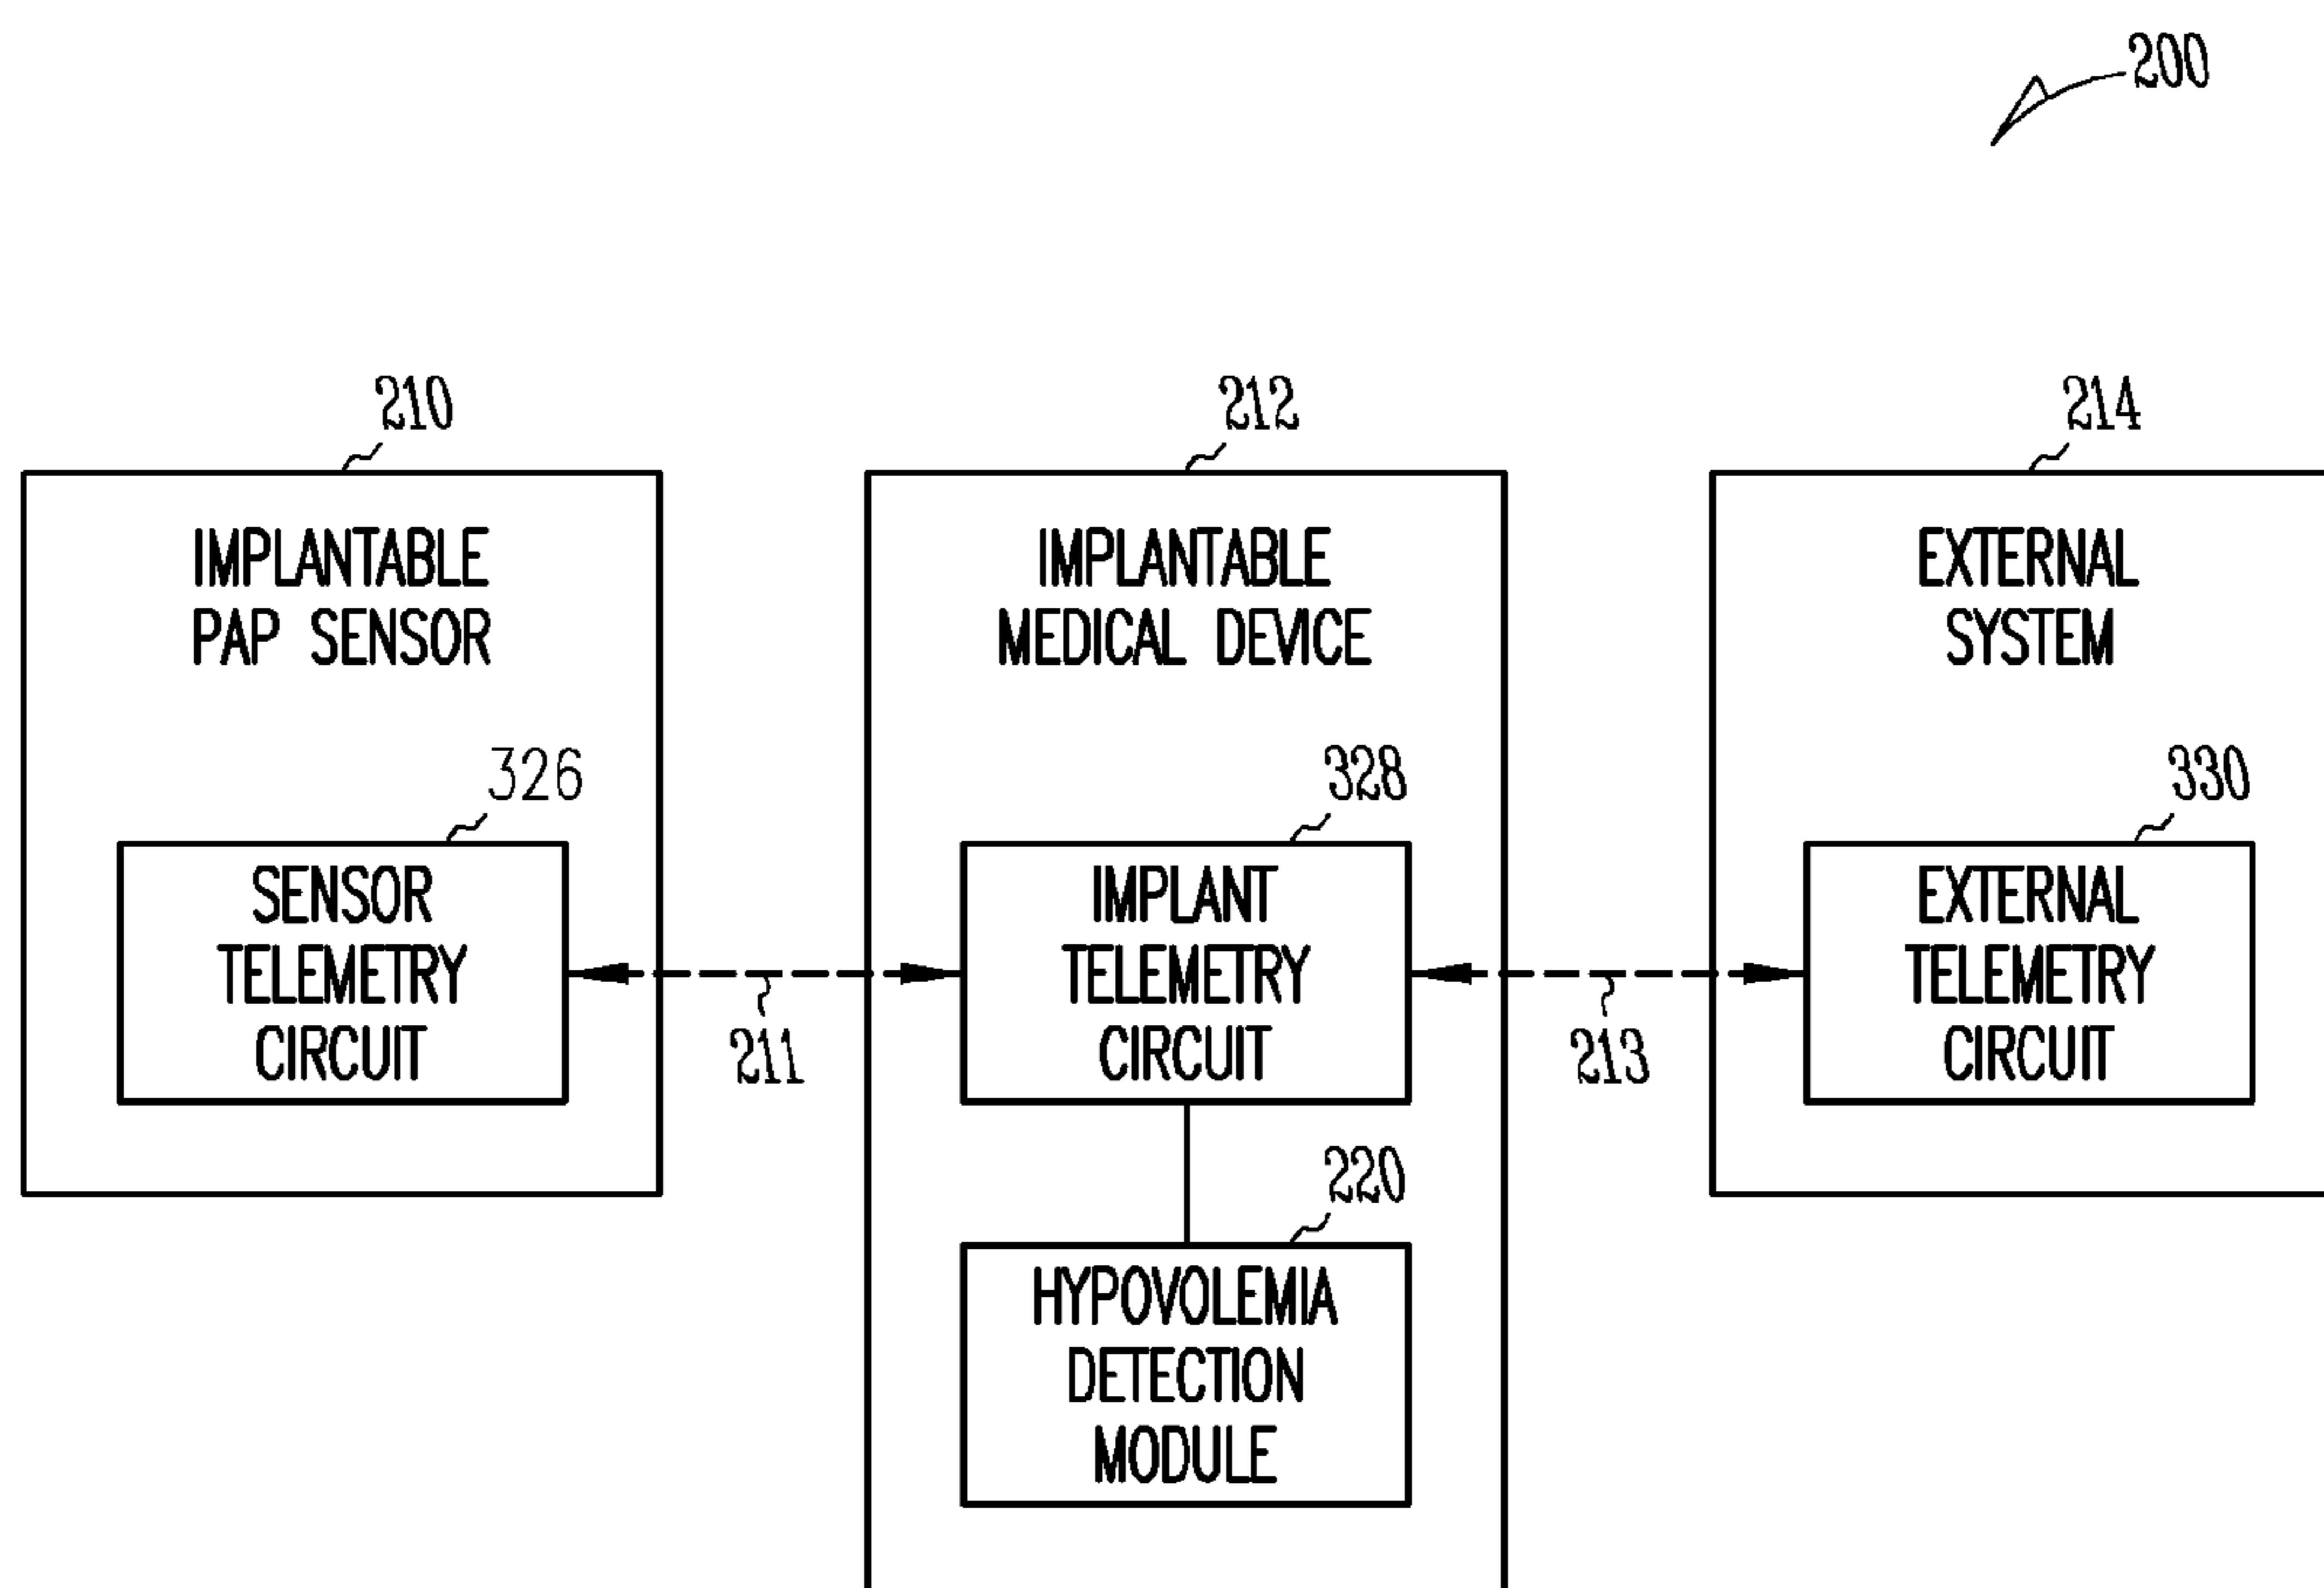 200
210
212
214
IMPLANTABLE
PAP SENSOR
IMPLANTABLE
MEDICAL DEVICE
EXTERNAL
SYSTEM
326
328
330
SENSOR
TELEMETRY
CIRCUIT
IMPLANT
TELEMETRY
CIRCUIT
EXTERNAL
TELEMETRY
CIRCUIT
211
213
220
HYPOVOLEMIA
DETECTION
MODULE